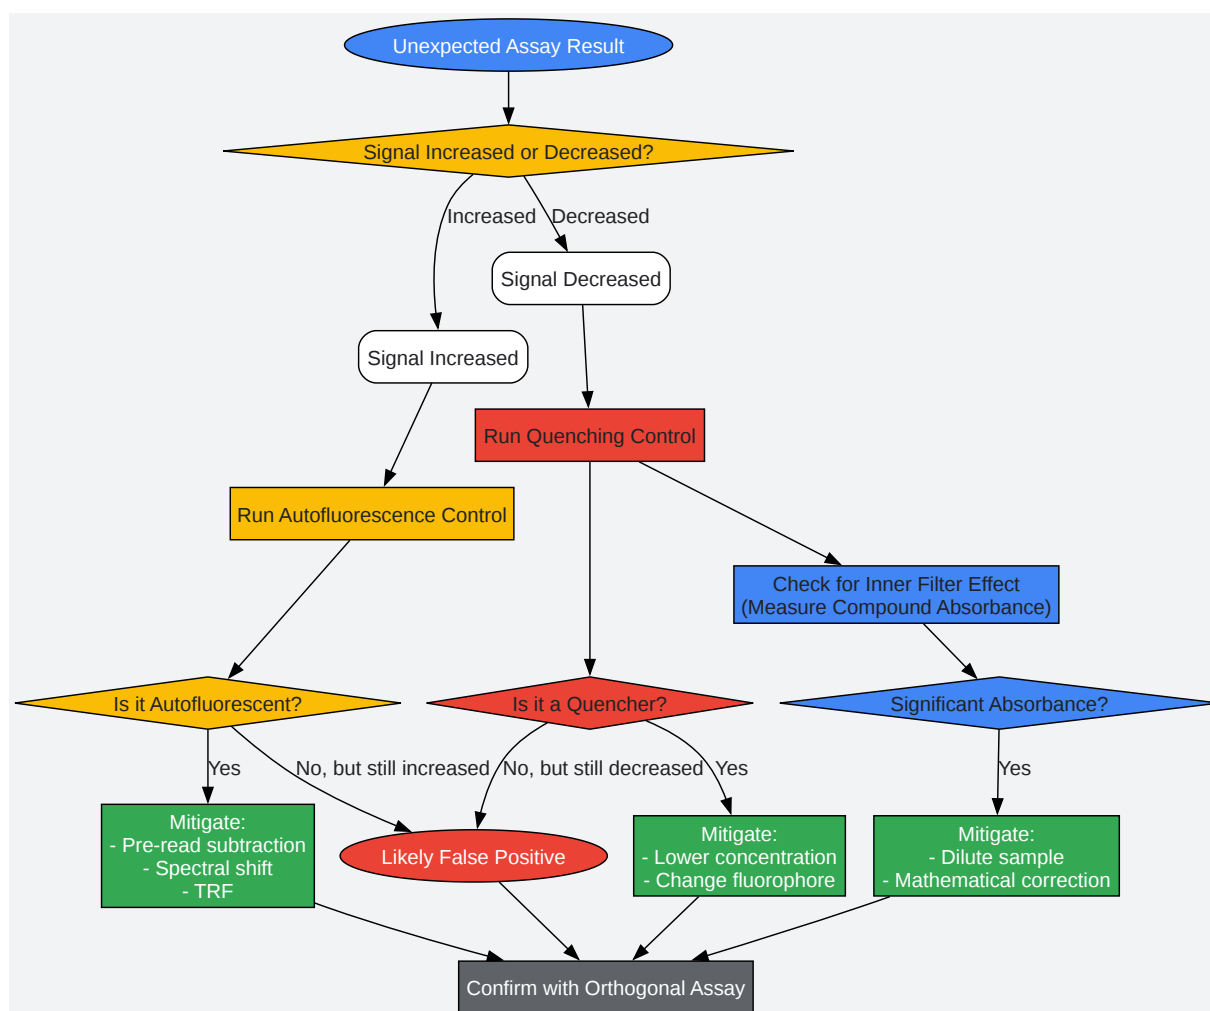 Unexpected Assay Result
Signal Increased or Decreased?
Increased
Decreased
Signal Decreased
Signal Increased
Run Quenching Control
Run Autofluorescence Control
Check for Inner Filter Effect
(Measure Compound Absorbance)
Is it Autofluorescent?
Is it a Quencher?
Significant Absorbance?
Yes
No, but still increased
No, but still decreased
Yes
Yes
Mitigate:
- Pre-read subtraction
- Spectral shift
- TRF
Likely False Positive
Mitigate:
- Lower concentration
- Change fluorophore
Mitigate:
- Dilute sample
- Mathematical correction
Confirm with Orthogonal Assay